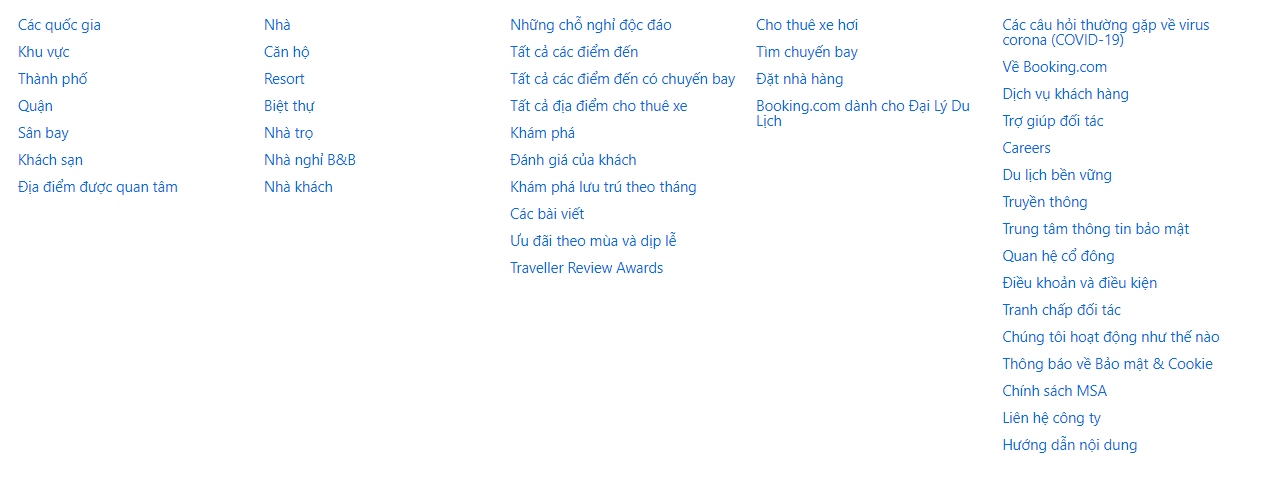 Các quốc gia
Khu vực
Thành phố
Quận
Sân bay
Khách sạn
Địa điểm được quan tâm
Nhà
Căn hộ
Resort
Biệt thự
Nhà trọ
Nhà nghỉ B&B
Nhà khách
Những chỗ nghỉ độc đáo
Tất cả các điểm đến
Tất cả các điểm đến có chuyến bay
Tất cả địa điểm cho thuê xe
Khám phá
Đánh giá của khách
Khám phá lưu trú theo tháng
Các bài viết
Ưu đãi theo mùa và dịp lễ
Traveller Review Awards
Cho thuê xe hơi
Tìm chuyến bay
Đặt nhà hàng
Booking.com dành cho Đại Lý Du
Lịch
Các câu hỏi thường gặp về virus
corona (COVID-19)
Về Booking.com
Dịch vụ khách hàng
Trợ giúp đối tác
Careers
Du lịch bền vững
Truyền thông
Trung tâm thông tin bảo mật
Quan hệ cổ đông
Điều khoản và điều kiện
Tranh chấp đối tác
Chúng tôi hoạt động như thế nào
Thông báo về Bảo mật & Cookie
Chính sách MSA
Liên hệ công ty
Hướng dẫn nội dung